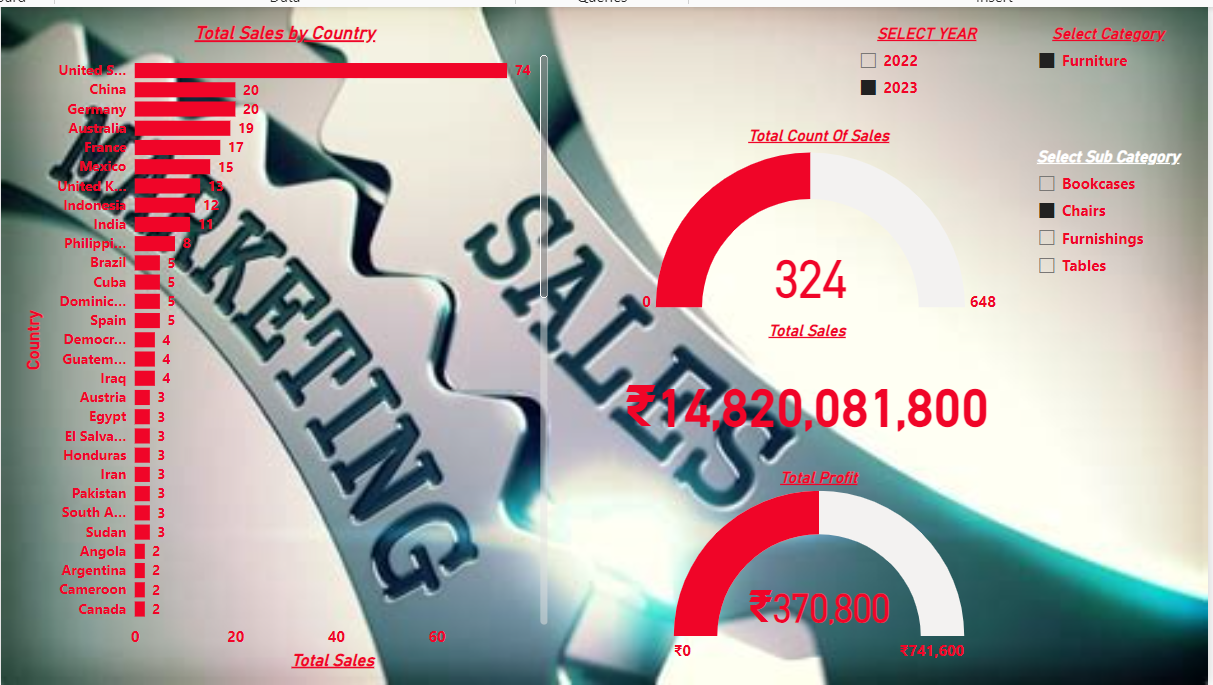 Data
Queries
Insert
Total Sales by Country
United S... 74
China 20
Germany 20
Australia 19
France 17
Mexico 15
United K... 13
Indonesia 12
India 11
Philippi... 8
Brazil 5
Cuba 5
Dominic... 5
Spain 5
Democr... 4
Guatem... 4
Iraq 4
Austria 3
Egypt 3
El Salva... 3
Honduras 3
Iran 3
Pakistan 3
South A... 3
Sudan 3
Angola 2
Argentina 2
Cameroon 2
Canada 2
Country
0 20 40 60
Total Sales
MARKETING
SALES
SELECT YEAR
2022
2023
Select Category
Furniture
Total Count Of Sales
324
0 648
Select Sub Category
Bookcases
Chairs
Furnishings
Tables
Total Sales
₹14,820,081,800
Total Profit
₹370,800
₹0 ₹741,600